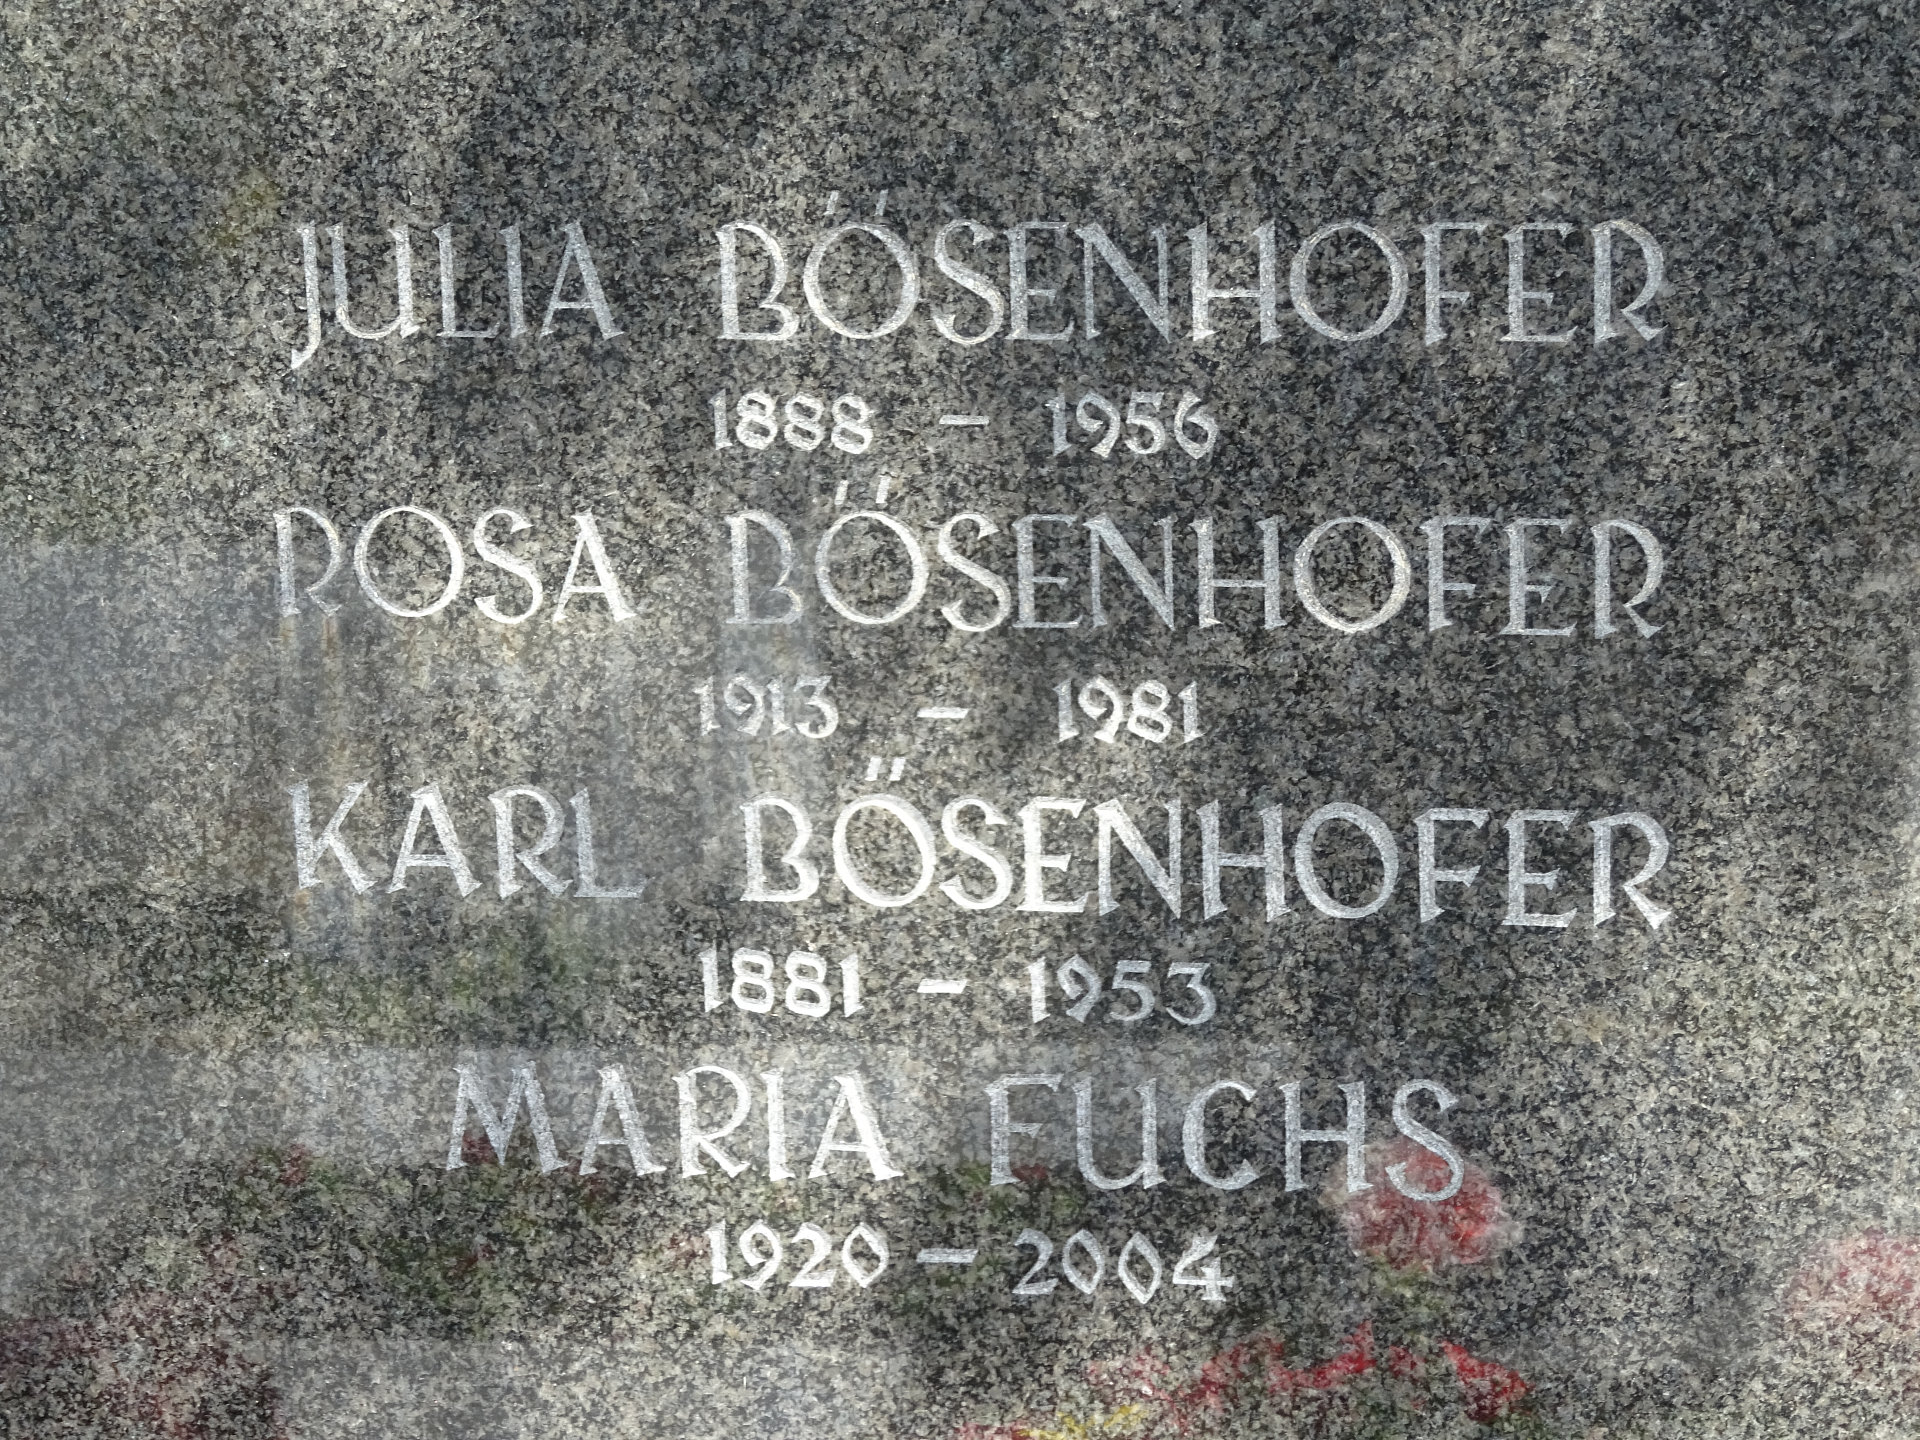 JULIA BÖSENHOFER
1888 – 1956
ROSA BÖSENHOFER
1913 – 1981
KARL BÖSENHOFER
1881 – 1953
MARIA FUCHS
1920 – 2004